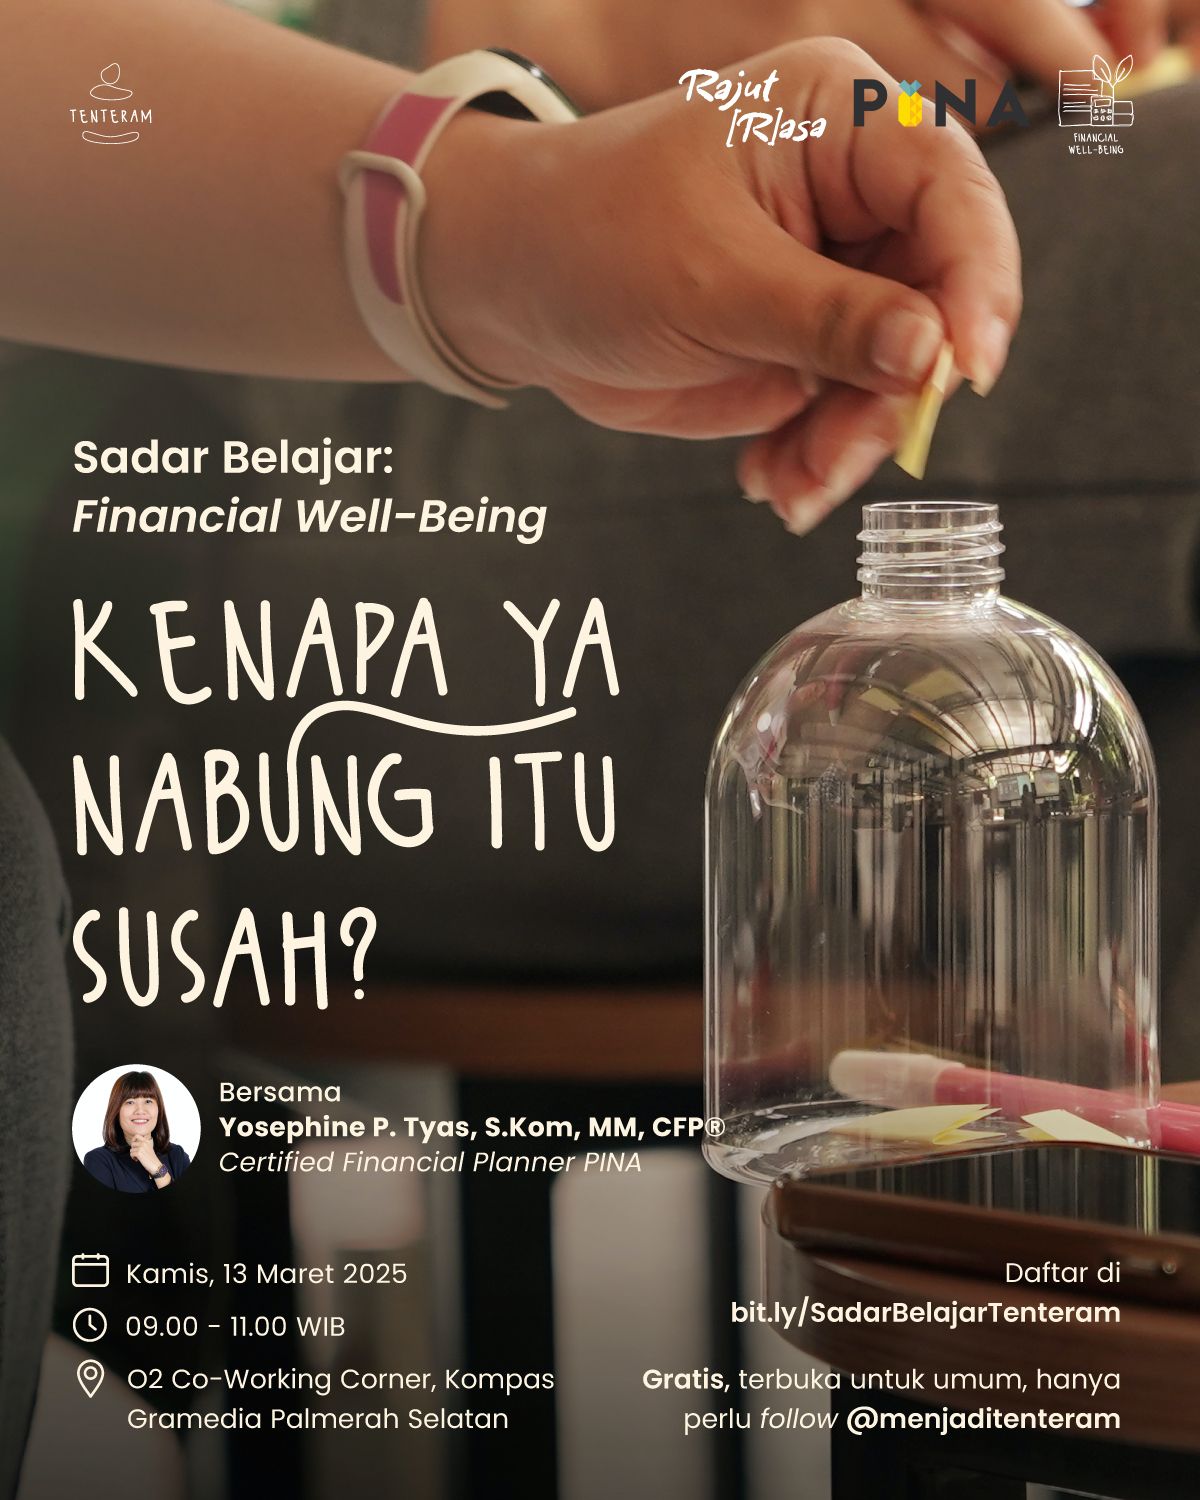 TENTERAM
Rajut
[R]asa
PINA
FINANCIAL
WELL-BEING
Sadar Belajar:
Financial Well-Being
KENAPA YA
NABUNG ITU
SUSAH?
Bersama
Yosephine P. Tyas, S.Kom, MM, CFP®
Certified Financial Planner PINA
Kamis, 13 Maret 2025
09.00 - 11.00 WIB
O2 Co-Working Corner, Kompas
Gramedia Palmerah Selatan
Daftar di
bit.ly/SadarBelajarTenteram
Gratis, terbuka untuk umum, hanya
perlu follow @menjaditenteram